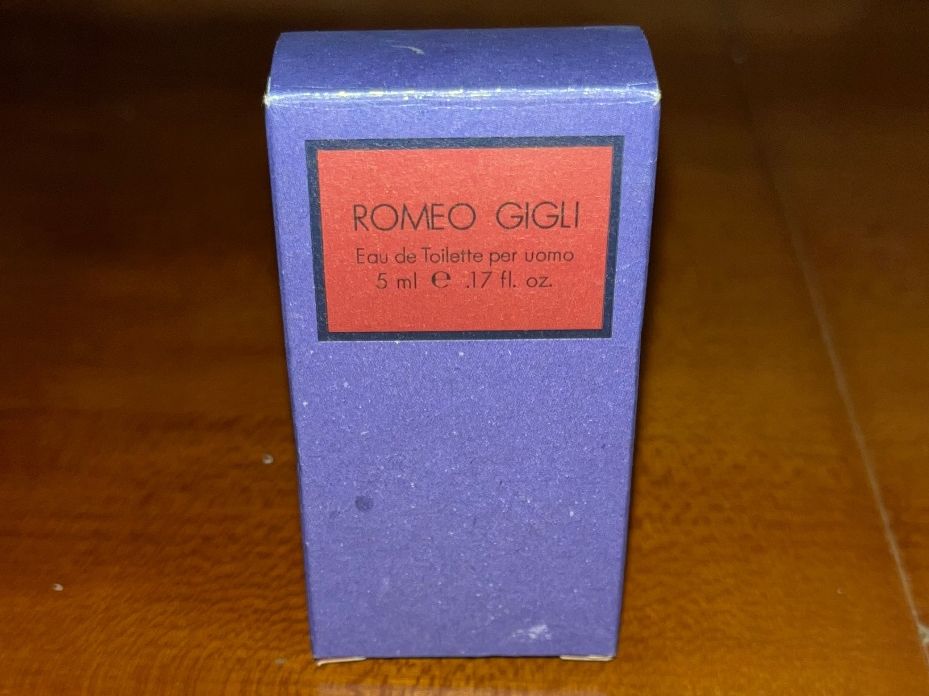 ROMEO GIGLI
Eau de Toilette per uomo
5 ml ℮ .17 fl. oz.